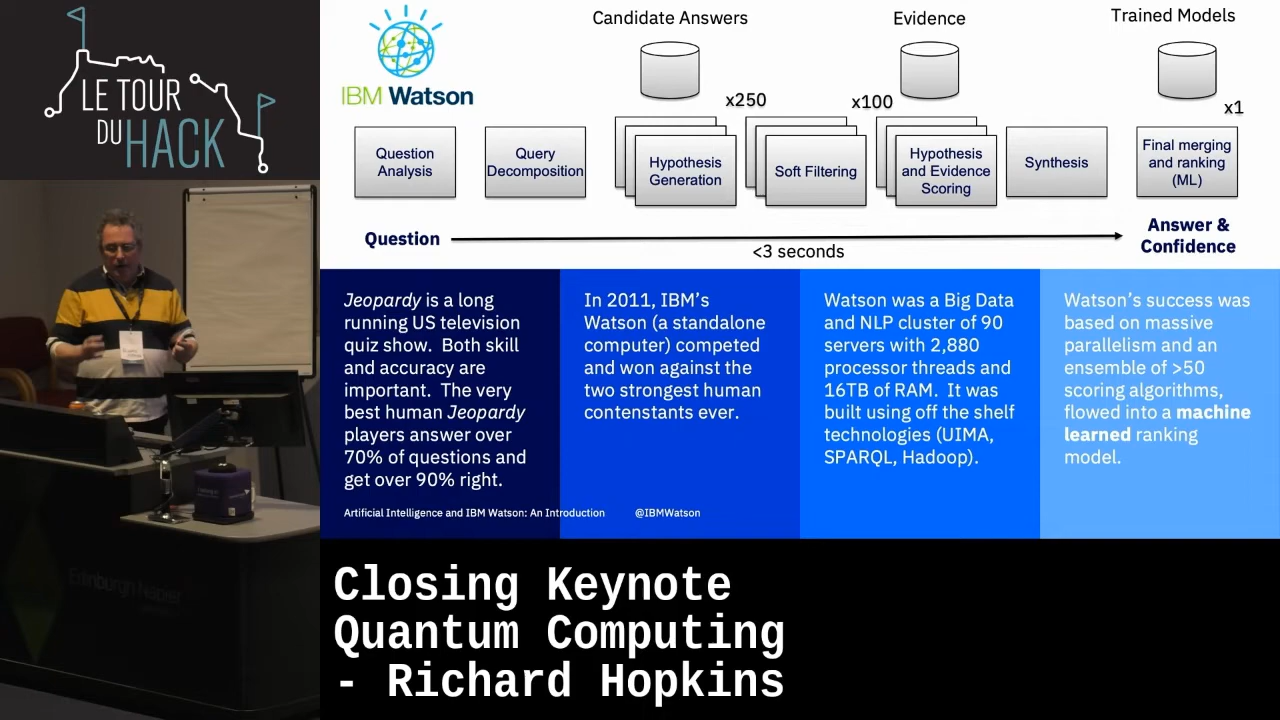 LE TOUR
DU HACK
IBM Watson
Candidate Answers
Evidence
Trained Models
x250
x100
x1
Question
Analysis
Query
Decomposition
Hypothesis
Generation
Soft Filtering
Hypothesis
and Evidence
Scoring
Synthesis
Final merging
and ranking
(ML)
Question
<3 seconds
Answer &
Confidence
Jeopardy is a long
running US television
quiz show. Both skill
and accuracy are
important. The very
best human Jeopardy
players answer over
70% of questions and
get over 90% right.
In 2011, IBM's
Watson (a standalone
computer) competed
and won against the
two strongest human
contenstants ever.
Watson was a Big Data
and NLP cluster of 90
servers with 2,880
processor threads and
16TB of RAM. It was
built using off the shelf
technologies (UIMA,
SPARQL, Hadoop).
Watson's success was
based on massive
parallelism and an
ensemble of >50
scoring algorithms,
flowed into a machine
learned ranking
model.
Artificial Intelligence and IBM Watson: An Introduction
@IBMWatson
Edinburgh Napier
Closing Keynote
Quantum Computing
- Richard Hopkins